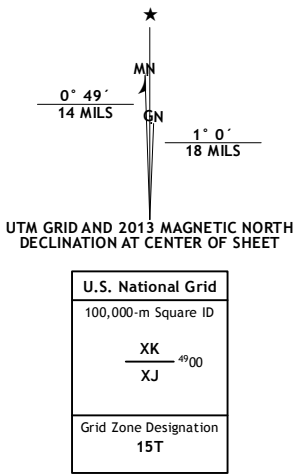 ★
MN
0° 49´
14 MILS
GN
1° 0´
18 MILS
UTM GRID AND 2013 MAGNETIC NORTH
DECLINATION AT CENTER OF SHEET
U.S. National Grid
100,000-m Square ID
XK
4900
XJ
Grid Zone Designation
15T